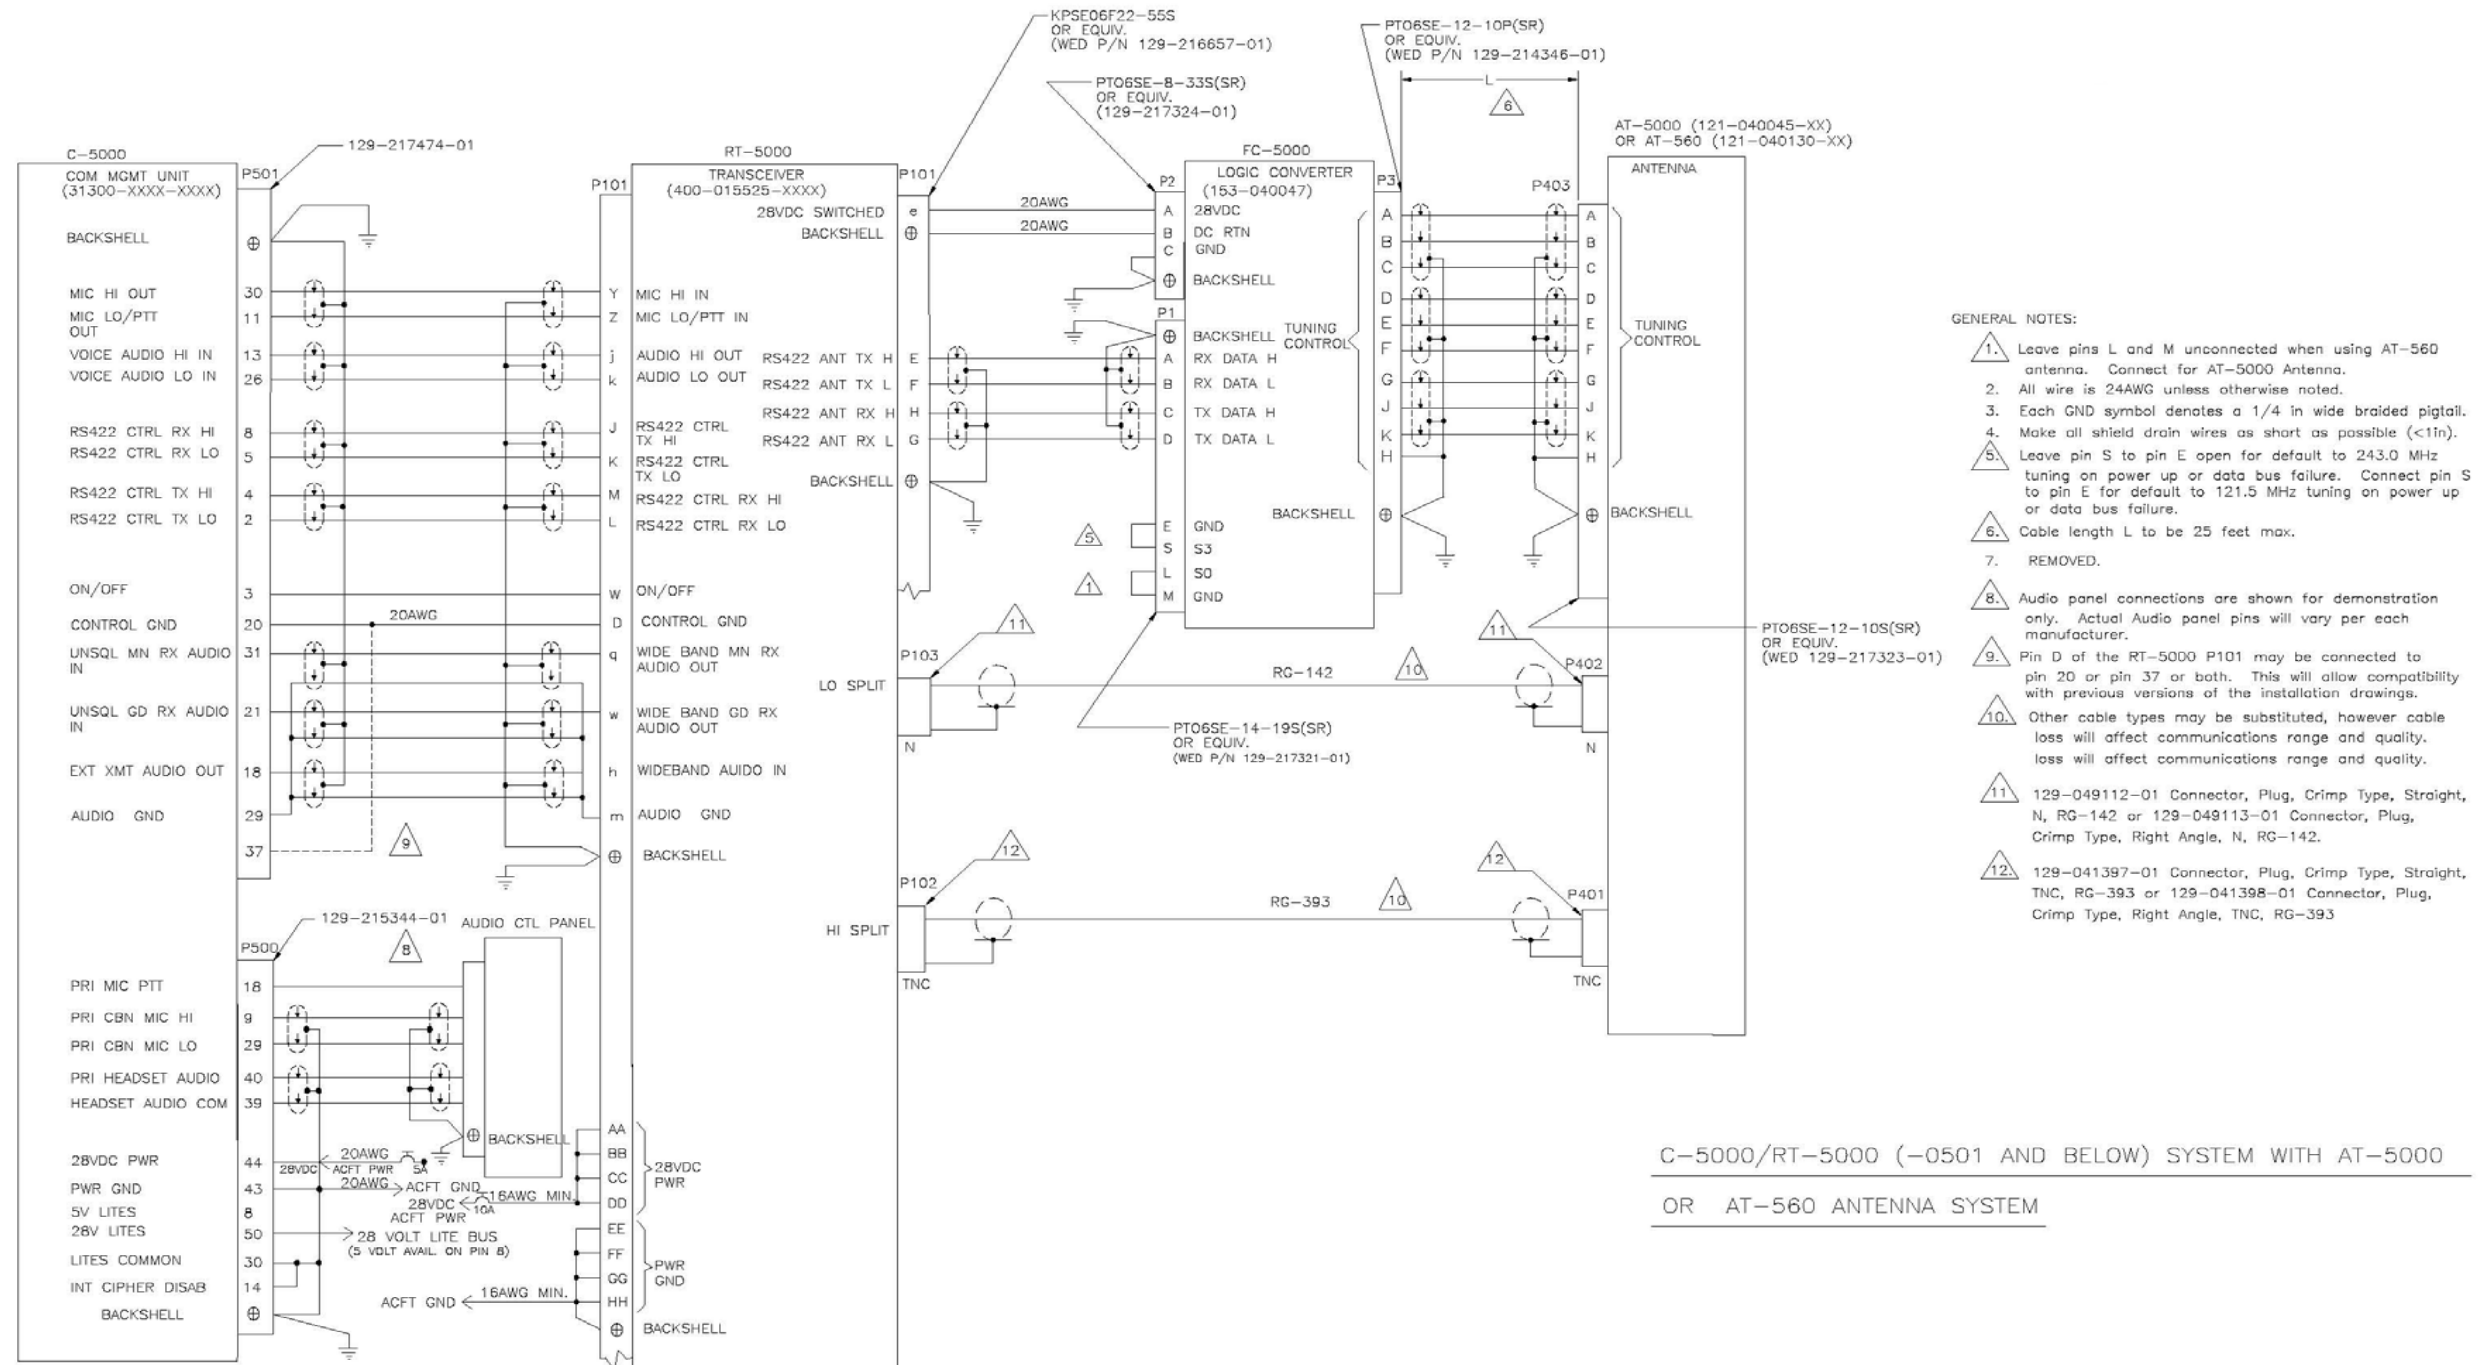 C-5000
COM MGMT UNIT
(31300-XXXX-XXXX)
P501
129-217474-01
BACKSHELL
MIC HI OUT 30
MIC LO/PTT 11
OUT
VOICE AUDIO HI IN 13
VOICE AUDIO LO IN 26
RS422 CTRL RX HI 8
RS422 CTRL RX LO 5
RS422 CTRL TX HI 4
RS422 CTRL TX LO 2
ON/OFF 3
CONTROL GND 20
20AWG
UNSQL MN RX AUDIO 31
IN
UNSQL GD RX AUDIO 21
IN
EXT XMT AUDIO OUT 18
AUDIO GND 29
37
9
P500
129-215344-01
8
AUDIO CTL PANEL
PRI MIC PTT 18
PRI CBN MIC HI 9
PRI CBN MIC LO 29
PRI HEADSET AUDIO 40
HEADSET AUDIO COM 39
BACKSHELL
28VDC PWR 44
28VDC
20AWG
ACFT PWR 5A
PWR GND 43
20AWG
ACFT GND
5V LITES 8
28V LITES 50
28 VOLT LITE BUS
(5 VOLT AVAIL. ON PIN 8)
LITES COMMON 30
INT CIPHER DISAB 14
BACKSHELL
28VDC
ACFT PWR
10A
16AWG MIN.
ACFT GND
16AWG MIN.
RT-5000
TRANSCEIVER
(400-015525-XXXX)
P101
Y MIC HI IN
Z MIC LO/PTT IN
j AUDIO HI OUT
k AUDIO LO OUT
J RS422 CTRL
TX HI
K RS422 CTRL
TX LO
M RS422 CTRL RX HI
L RS422 CTRL RX LO
W ON/OFF
D CONTROL GND
q WIDE BAND MN RX
AUDIO OUT
w WIDE BAND GD RX
AUDIO OUT
h WIDEBAND AUIDO IN
m AUDIO GND
BACKSHELL
AA
BB
CC
DD
28VDC
PWR
EE
FF
GG
HH
PWR
GND
BACKSHELL
P101
KPSE06F22-55S
OR EQUIV.
(WED P/N 129-216657-01)
28VDC SWITCHED e
20AWG
BACKSHELL
20AWG
RS422 ANT TX H E
RS422 ANT TX L F
RS422 ANT RX H H
RS422 ANT RX L G
BACKSHELL
P103
11
LO SPLIT
N
RG-142
10
P102
12
HI SPLIT
TNC
RG-393
10
PTO6SE-8-33S(SR)
OR EQUIV.
(129-217324-01)
FC-5000
LOGIC CONVERTER
(153-040047)
P2
A 28VDC
B DC RTN
C GND
BACKSHELL
P1
BACKSHELL
A RX DATA H
B RX DATA L
C TX DATA H
D TX DATA L
5
E GND
S S3
1
L S0
M GND
PTO6SE-14-19S(SR)
OR EQUIV.
(WED P/N 129-217321-01)
PTO6SE-12-10P(SR)
OR EQUIV.
(WED P/N 129-214346-01)
L
6
P3
TUNING
CONTROL
A
B
C
D
E
F
G
J
K
H
BACKSHELL
AT-5000 (121-040045-XX)
OR AT-560 (121-040130-XX)
ANTENNA
P403
A
B
C
D
E
F
G
J
K
H
TUNING
CONTROL
BACKSHELL
PTO6SE-12-10S(SR)
OR EQUIV.
(WED 129-217323-01)
11
P402
N
12
P401
TNC
GENERAL NOTES:
1. Leave pins L and M unconnected when using AT-560
antenna. Connect for AT-5000 Antenna.
2. All wire is 24AWG unless otherwise noted.
3. Each GND symbol denotes a 1/4 in wide braided pigtail.
4. Make all shield drain wires as short as possible (<1in).
5. Leave pin S to pin E open for default to 243.0 MHz
tuning on power up or data bus failure. Connect pin S
to pin E for default to 121.5 MHz tuning on power up
or data bus failure.
6. Cable length L to be 25 feet max.
7. REMOVED.
8. Audio panel connections are shown for demonstration
only. Actual Audio panel pins will vary per each
manufacturer.
9. Pin D of the RT-5000 P101 may be connected to
pin 20 or pin 37 or both. This will allow compatibility
with previous versions of the installation drawings.
10. Other cable types may be substituted, however cable
loss will affect communications range and quality.
loss will affect communications range and quality.
11 129-049112-01 Connector, Plug, Crimp Type, Straight,
N, RG-142 or 129-049113-01 Connector, Plug,
Crimp Type, Right Angle, N, RG-142.
12. 129-041397-01 Connector, Plug, Crimp Type, Straight,
TNC, RG-393 or 129-041398-01 Connector, Plug,
Crimp Type, Right Angle, TNC, RG-393
C-5000/RT-5000 (-0501 AND BELOW) SYSTEM WITH AT-5000
OR AT-560 ANTENNA SYSTEM